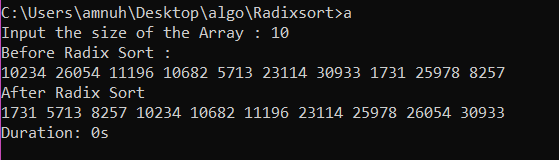 C:\Users\amnuh\Desktop\algo\Radixsort>a
Input the size of the Array : 10
Before Radix Sort :
10234 26054 11196 10682 5713 23114 30933 1731 25978 8257
After Radix Sort
1731 5713 8257 10234 10682 11196 23114 25978 26054 30933
Duration: 0s